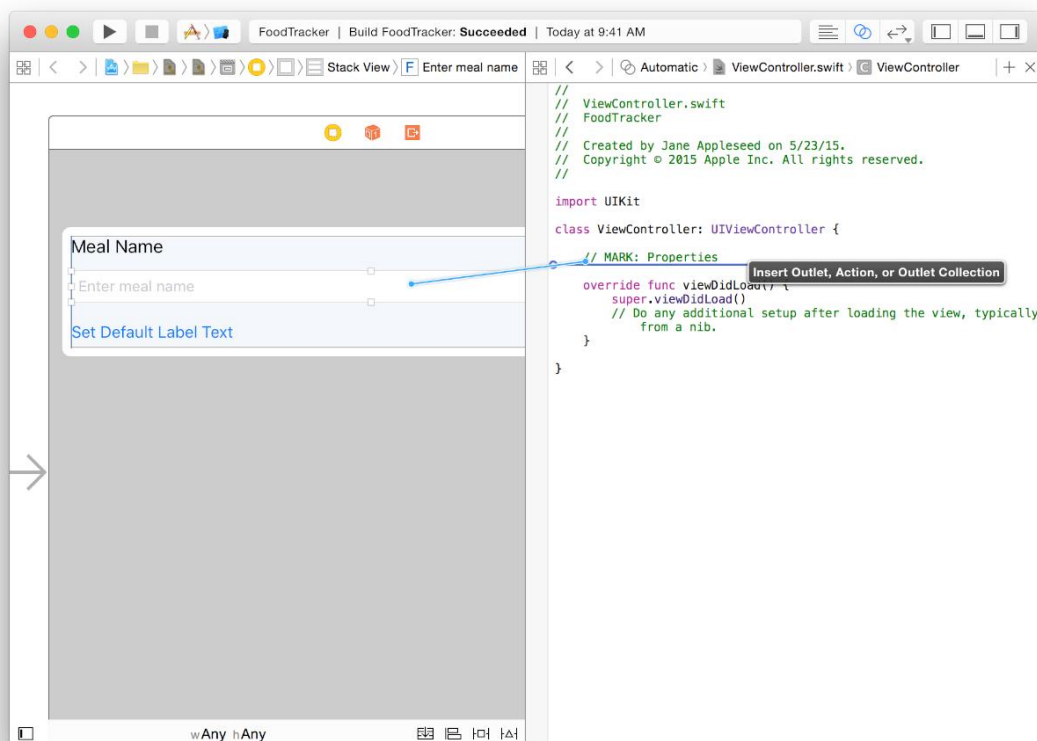 FoodTracker | Build FoodTracker: Succeeded | Today at 9:41 AM
Stack View F Enter meal name
Automatic ViewController.swift C ViewController
//
// ViewController.swift
// FoodTracker
//
// Created by Jane Appleseed on 5/23/15.
// Copyright © 2015 Apple Inc. All rights reserved.
//
import UIKit
class ViewController: UIViewController {
// MARK: Properties
Insert Outlet, Action, or Outlet Collection
override func viewDidLoad() {
super.viewDidLoad()
// Do any additional setup after loading the view, typically
from a nib.
}
}
Meal Name
Enter meal name
Set Default Label Text
wAny hAny